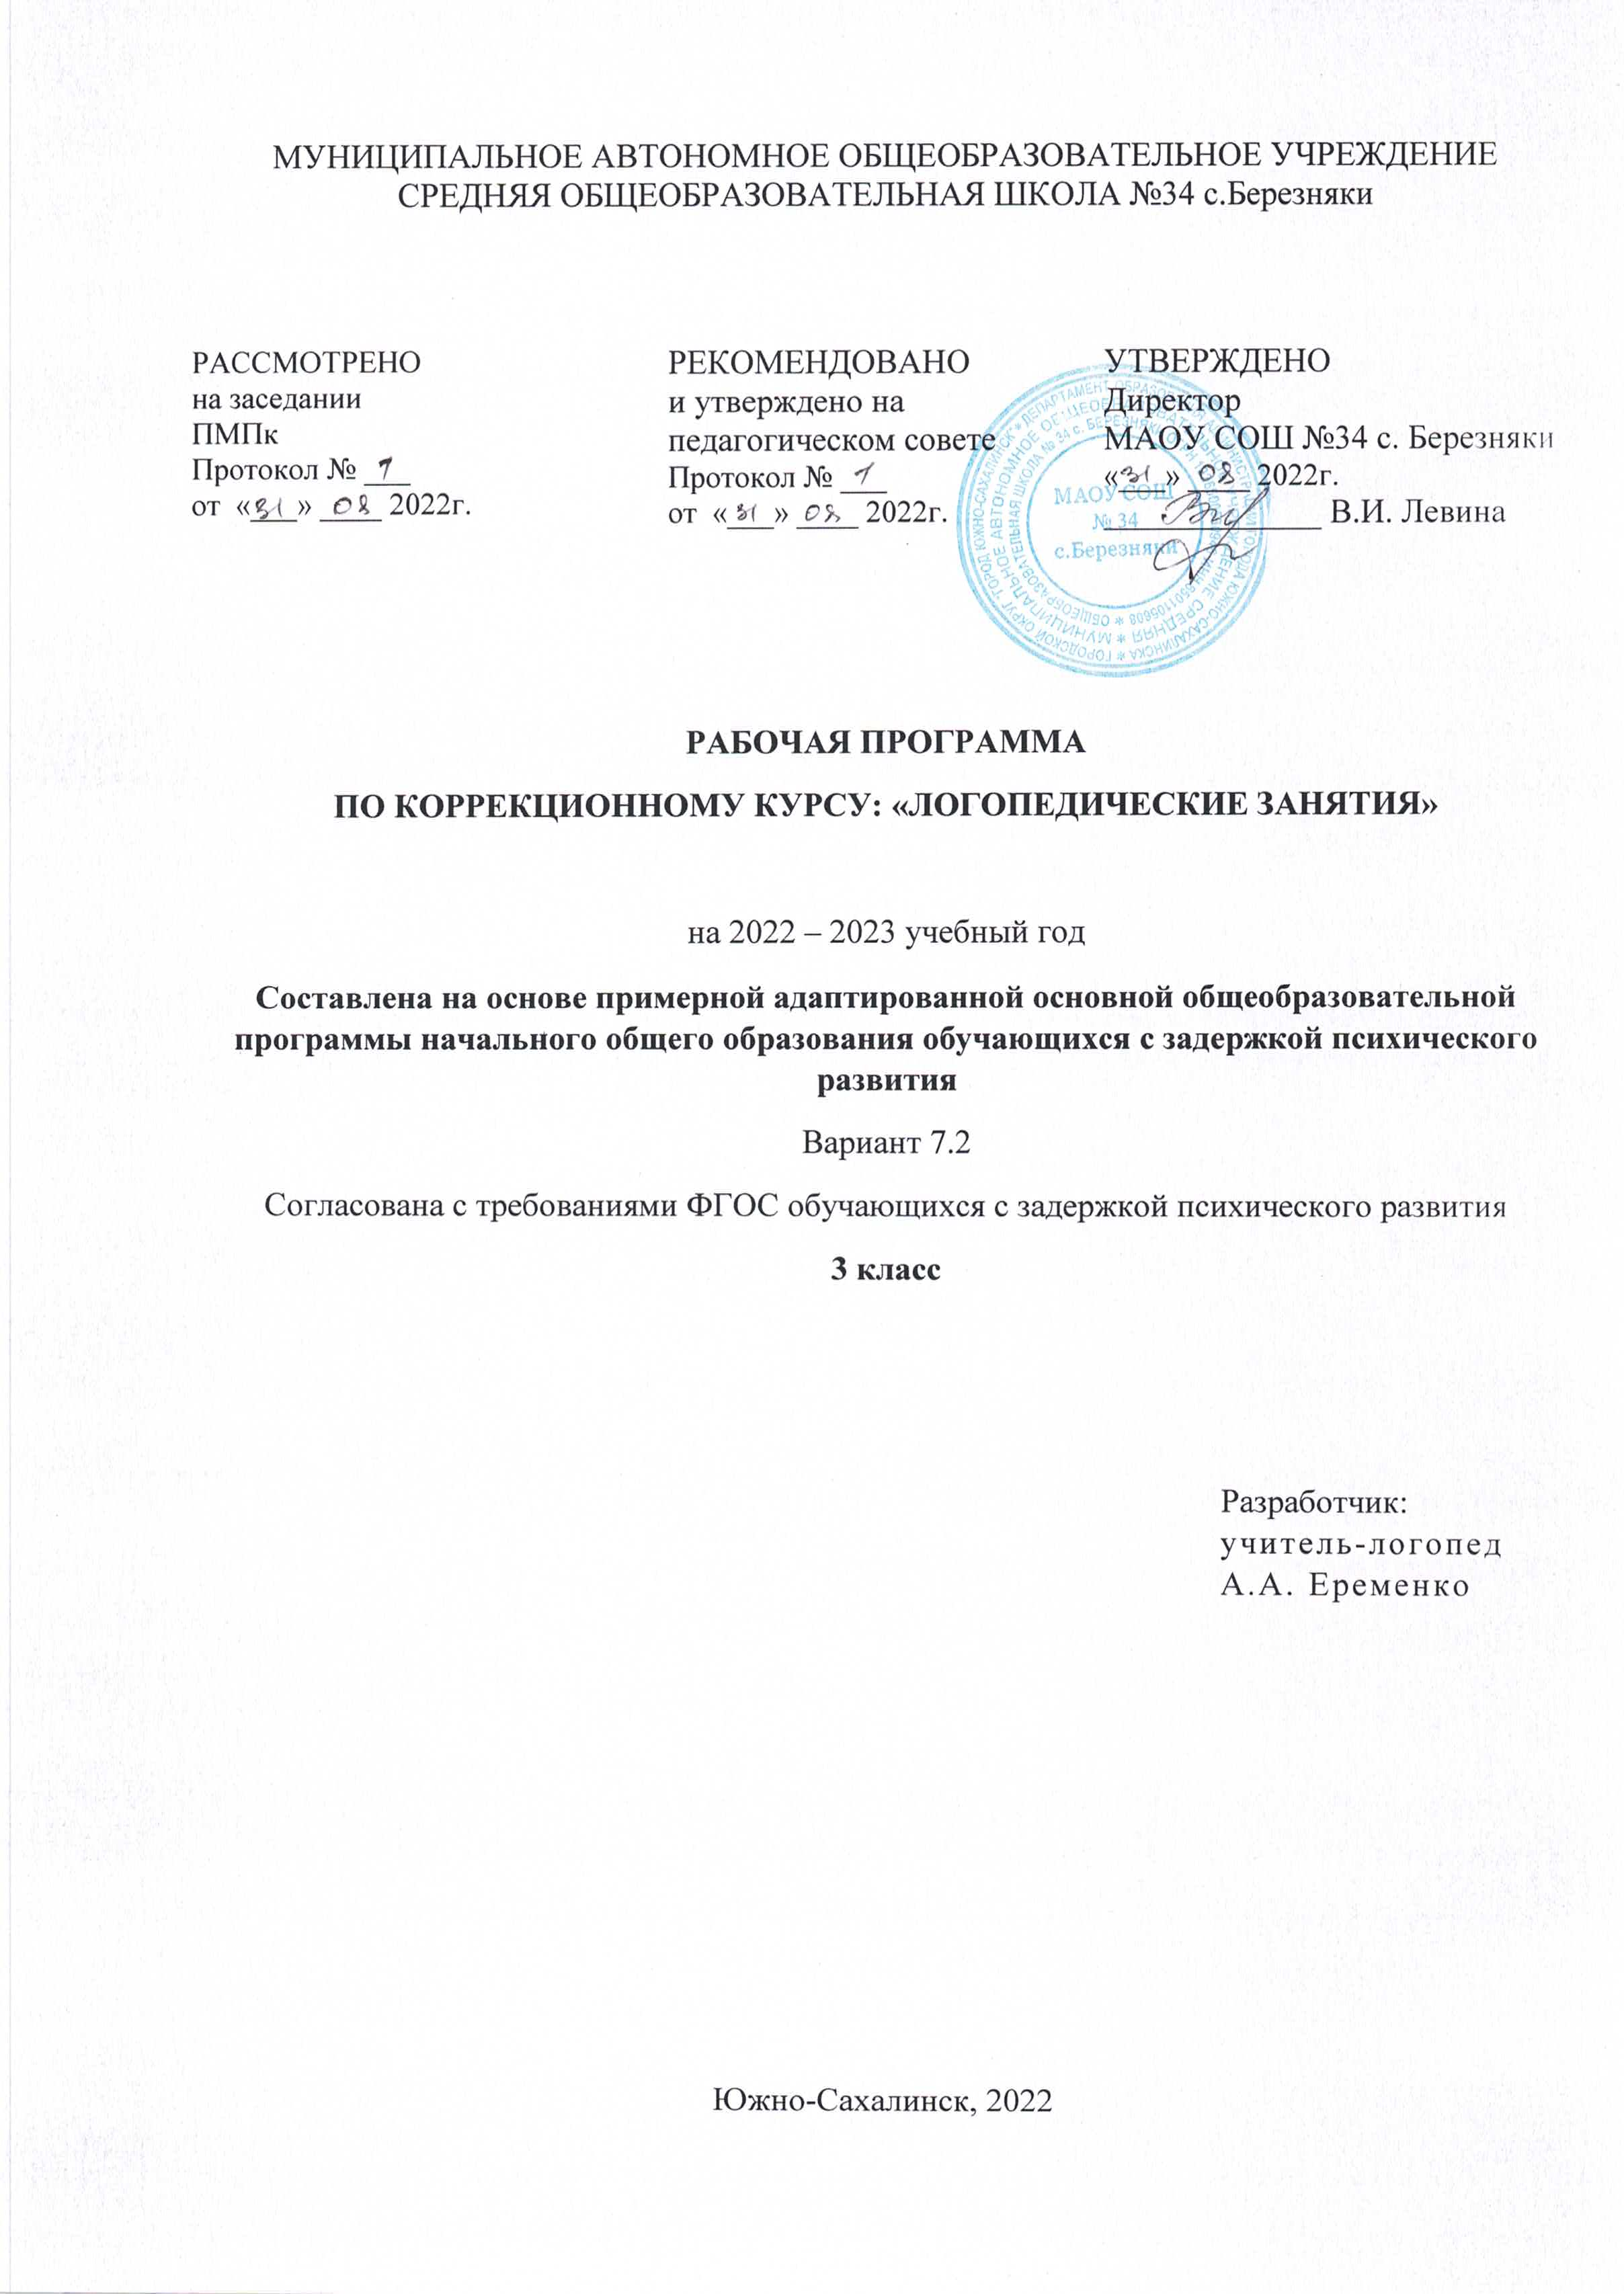 МУНИЦИПАЛЬНОЕ АВТОНОМНОЕ ОБЩЕОБРАЗОВАТЕЛЬНОЕ УЧРЕЖДЕНИЕ
СРЕДНЯЯ ОБЩЕОБРАЗОВАТЕЛЬНАЯ ШКОЛА №34 с.Березняки
РАССМОТРЕНО
на заседании
ПМПк
Протокол № 1
от «31» 08 2022г.
РЕКОМЕНДОВАНО
и утверждено на
педагогическом совете
Протокол № 1
от «31» 08 2022г.
УТВЕРЖДЕНО
Директор
МАОУ СОШ №34 с. Березняки
«31» 08 2022г.
В.И. Левина
МАОУ СОШ
№ 34
с.Березняки
РАБОЧАЯ ПРОГРАММА
ПО КОРРЕКЦИОННОМУ КУРСУ: «ЛОГОПЕДИЧЕСКИЕ ЗАНЯТИЯ»
на 2022 – 2023 учебный год
Составлена на основе примерной адаптированной основной общеобразовательной
программы начального общего образования обучающихся с задержкой психического
развития
Вариант 7.2
Согласована с требованиями ФГОС обучающихся с задержкой психического развития
3 класс
Разработчик:
учитель-логопед
А.А. Еременко
Южно-Сахалинск, 2022